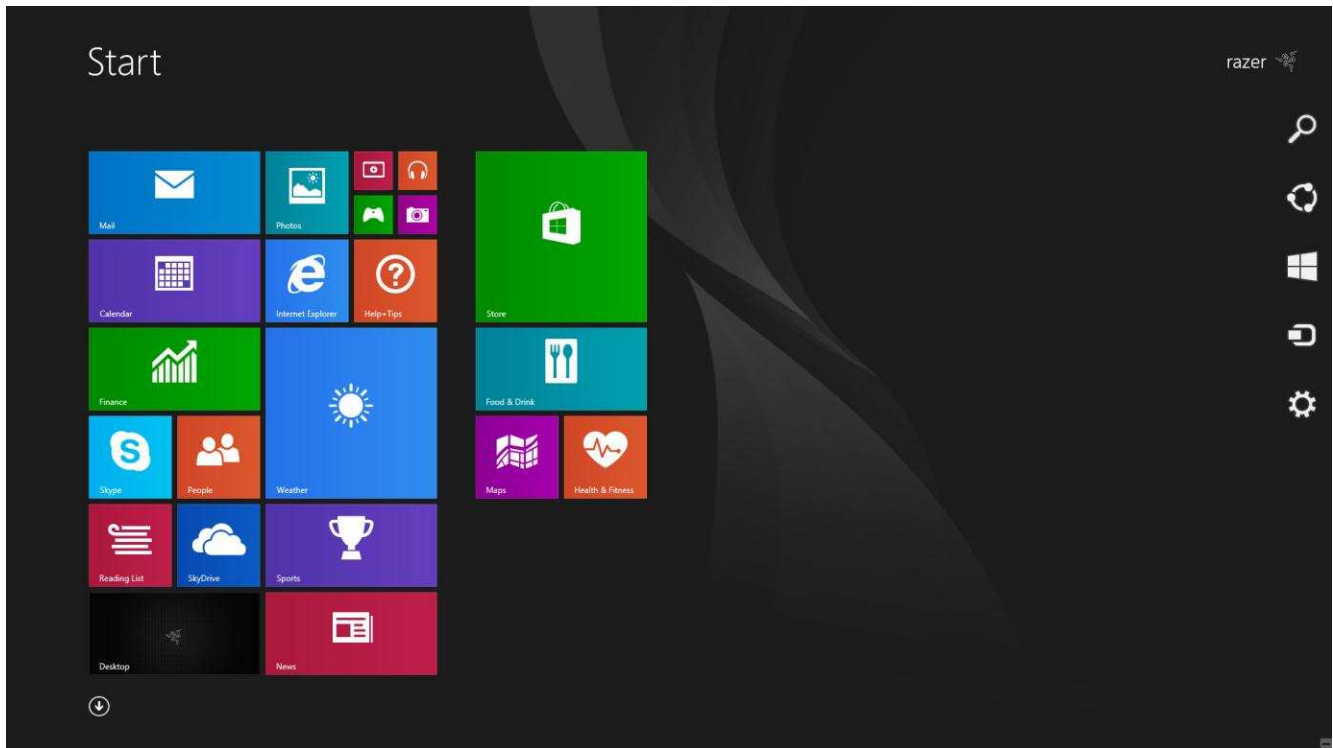 Start
razer
Mail
Photos
Calendar
Internet Explorer
Help+Tips
Store
Finance
Food & Drink
Skype
People
Weather
Maps
Health & Fitness
Reading List
SkyDrive
Sports
Desktop
News